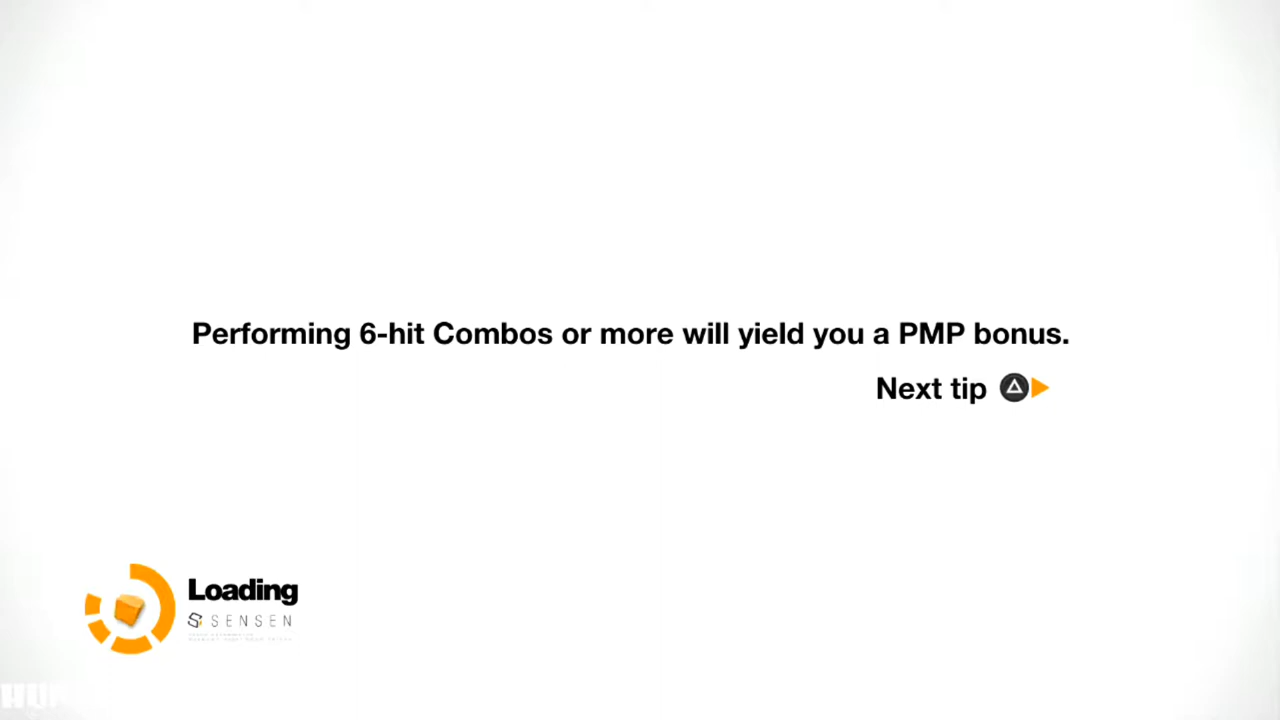 Performing 6-hit Combos or more will yield you a PMP bonus.
Next tip
Loading
SENSEN